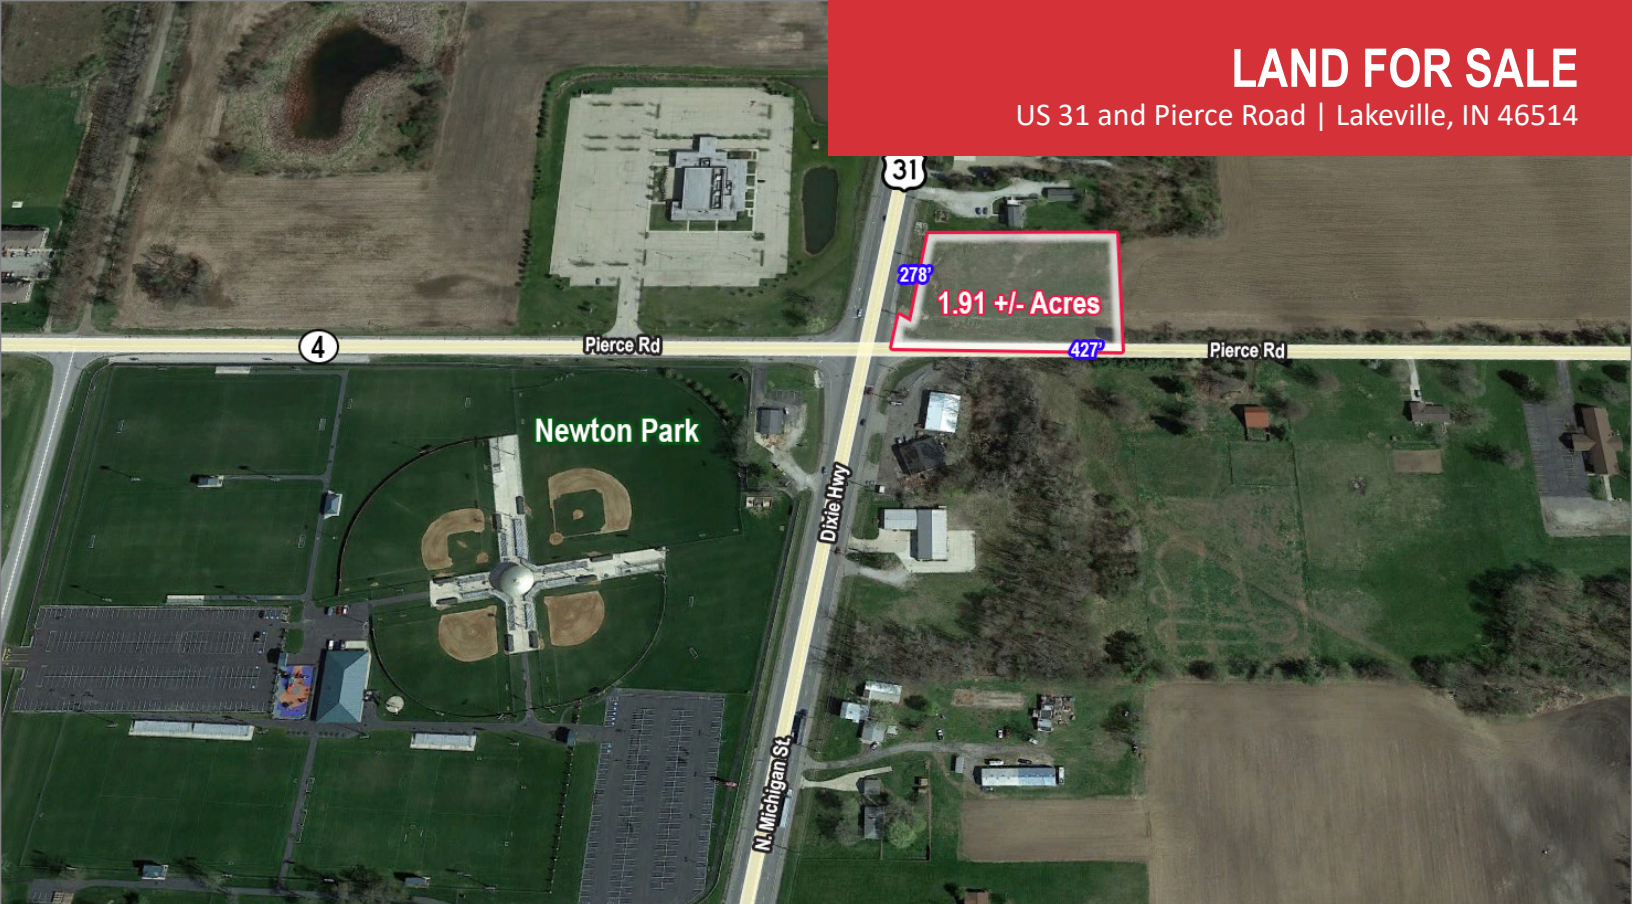 LAND FOR SALE
US 31 and Pierce Road | Lakeville, IN 46514
31
278'
1.91 +/- Acres
4
Pierce Rd
427'
Pierce Rd
Newton Park
Dixie Hwy
N. Michigan St.